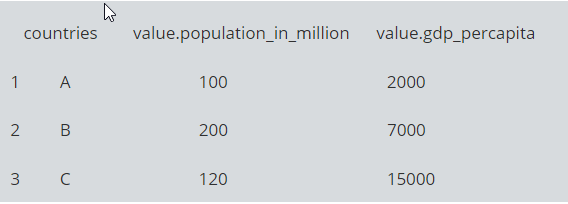 countries value.population_in_million value.gdp_percapita
1 A 100 2000
2 B 200 7000
3 C 120 15000